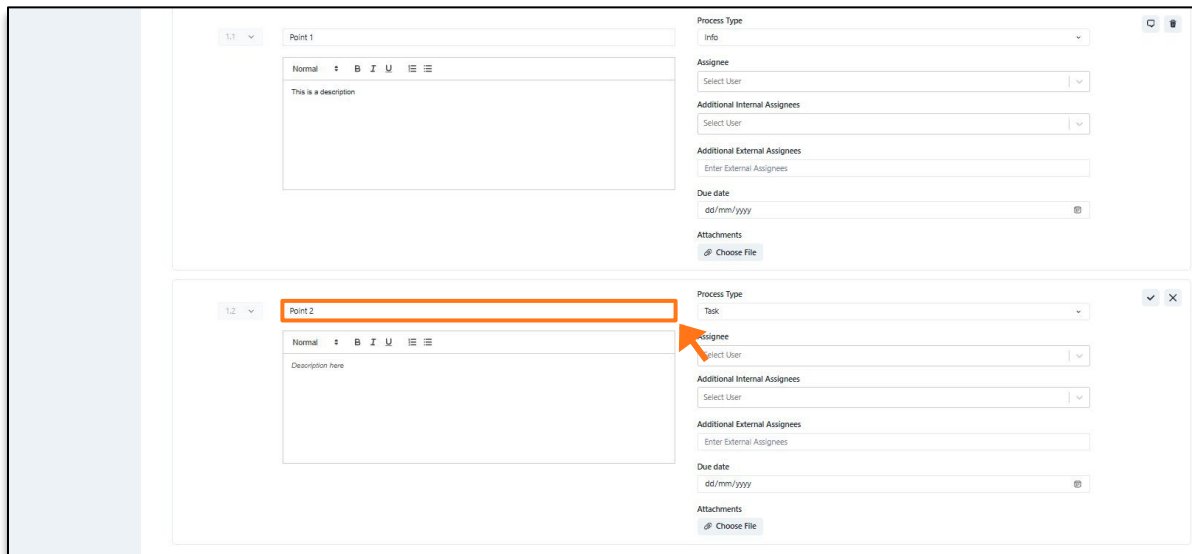 Process Type
1.1 Point 1 Info
Normal B I U
Assignee
Select User
This is a description
Additional Internal Assignees
Select User
Additional External Assignees
Enter External Assignees
Due date
dd/mm/yyyy
Attachments
Choose File
Process Type
1.2 Point 2 Task
Normal B I U
Assignee
Select User
Description here
Additional Internal Assignees
Select User
Additional External Assignees
Enter External Assignees
Due date
dd/mm/yyyy
Attachments
Choose File